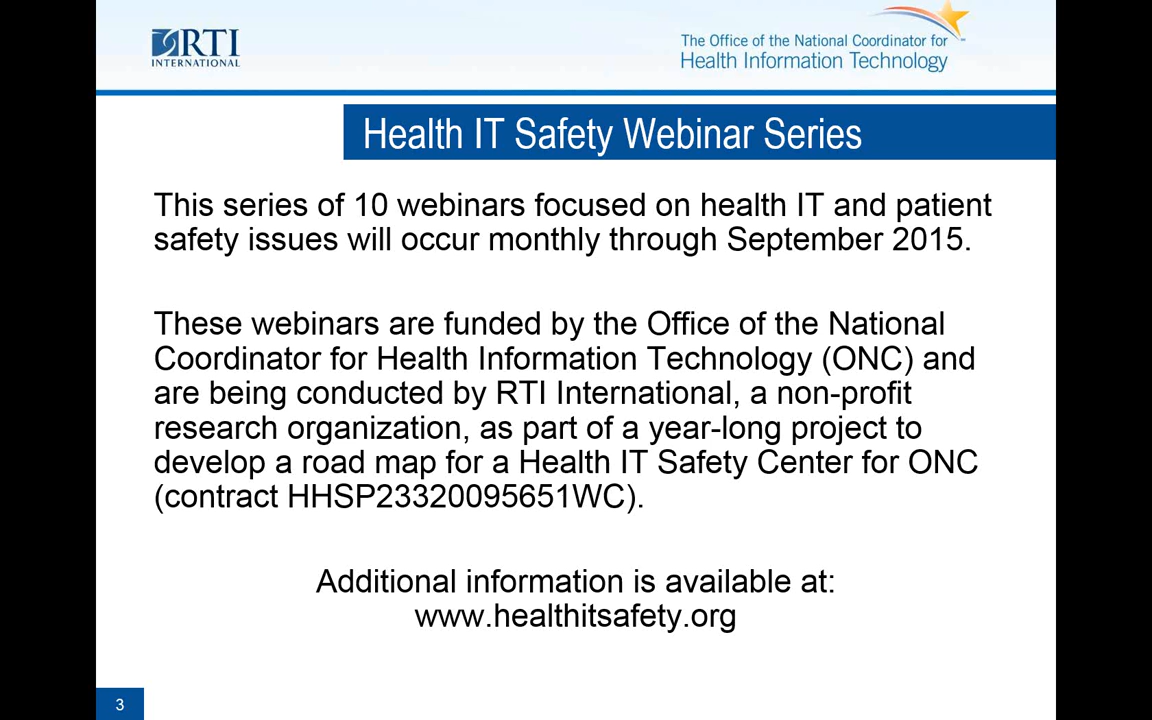 RTI
INTERNATIONAL
The Office of the National Coordinator for
Health Information Technology
Health IT Safety Webinar Series
This series of 10 webinars focused on health IT and patient
safety issues will occur monthly through September 2015.
These webinars are funded by the Office of the National
Coordinator for Health Information Technology (ONC) and
are being conducted by RTI International, a non-profit
research organization, as part of a year-long project to
develop a road map for a Health IT Safety Center for ONC
(contract HHSP23320095651WC).
Additional information is available at:
www.healthitsafety.org
3